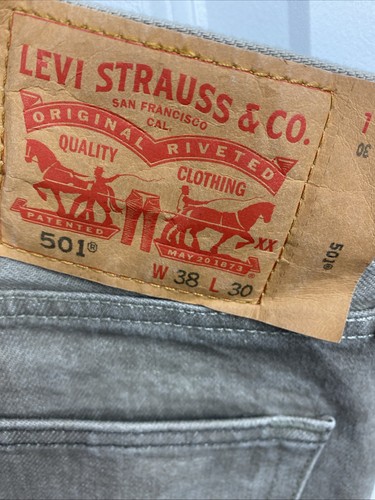 LEVI STRAUSS & CO.
SAN FRANCISCO
CAL.
ORIGINAL RIVETED
QUALITY CLOTHING
PATENTED MAY 20 1873 XX
501®
W 38 L 30
501®
30